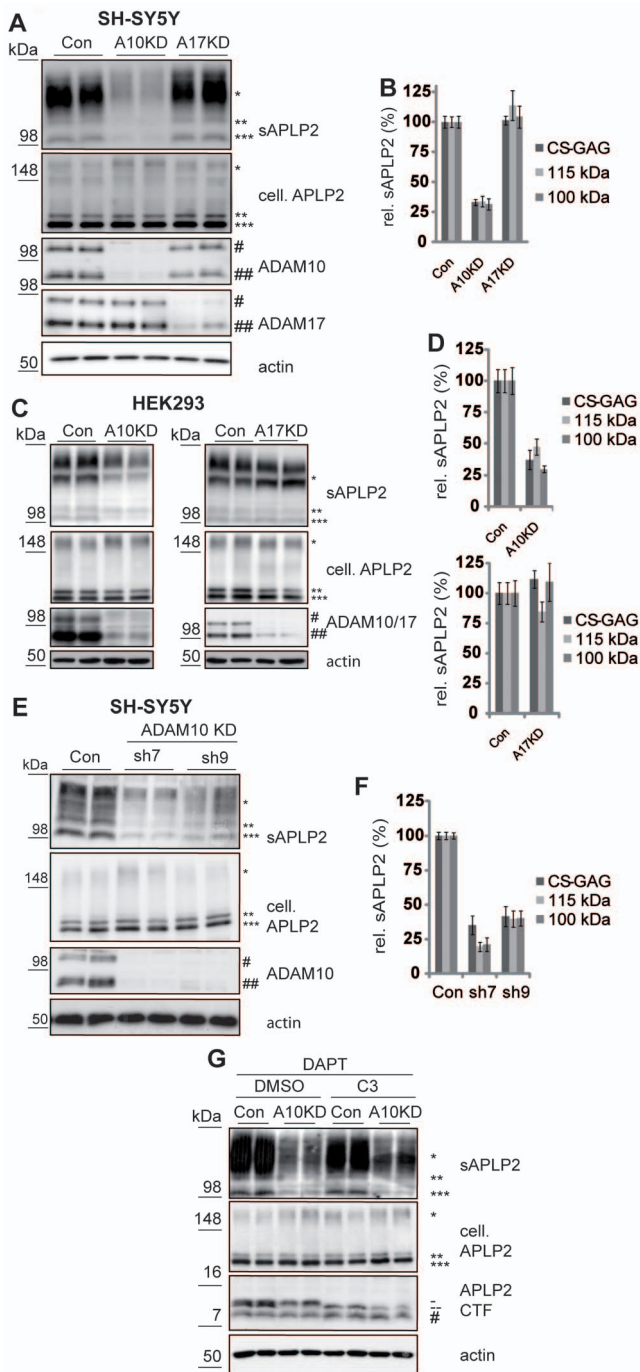 A
SH-SY5Y
kDa
Con A10KD A17KD
*
**
98 *** sAPLP2
148 *
cell. APLP2
**
***
98 #
## ADAM10
98 #
## ADAM17
50 actin
B
rel. sAPLP2 (%)
125
100
75
50
25
0
CS-GAG
115 kDa
100 kDa
Con A10KD A17KD
C
HEK293
kDa Con A10KD kDa Con A17KD
*
sAPLP2
98 98 **
***
148 148 *
cell. APLP2
**
***
98 98 # ADAM10/17
##
50 50 actin
D
rel. sAPLP2 (%)
125
100
75
50
25
0
CS-GAG
115 kDa
100 kDa
Con A10KD
rel. sAPLP2 (%)
125
100
75
50
25
0
CS-GAG
115 kDa
100 kDa
Con A17KD
E
SH-SY5Y
ADAM10 KD
kDa Con sh7 sh9
*
**
98 *** sAPLP2
148 *
cell.
** APLP2
***
98 #
ADAM10
##
50 actin
F
rel. sAPLP2 (%)
125
100
75
50
25
0
CS-GAG
115 kDa
100 kDa
Con sh7 sh9
G
DAPT
DMSO C3
kDa Con A10KD Con A10KD
* sAPLP2
**
98 ***
148 *
cell.
** APLP2
***
16
APLP2
- CTF
--
7 #
50 actin